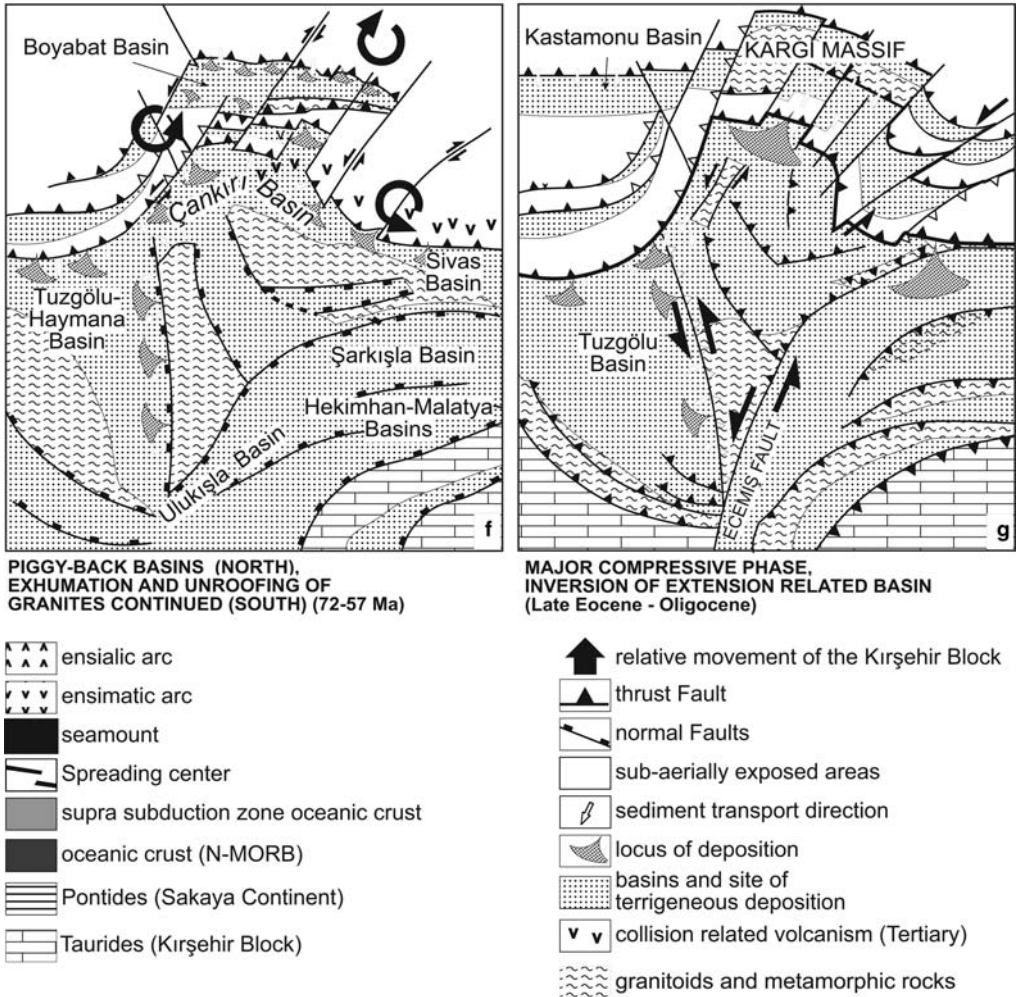 Boyabat Basin
Çankırı Basin
Sivas
Basin
Tuzgölu-
Haymana
Basin
Şarkışla Basin
Hekimhan-Malatya
Basins
Ulukışla Basin
f
PIGGY-BACK BASINS (NORTH),
EXHUMATION AND UNROOFING OF
GRANITES CONTINUED (SOUTH) (72-57 Ma)
Kastamonu Basin
KARGI MASSIF
Tuzgölu
Basin
ECEMIŞ FAULT
g
MAJOR COMPRESSIVE PHASE,
INVERSION OF EXTENSION RELATED BASIN
(Late Eocene - Oligocene)
ensialic arc
ensimatic arc
seamount
Spreading center
supra subduction zone oceanic crust
oceanic crust (N-MORB)
Pontides (Sakaya Continent)
Taurides (Kırşehir Block)
relative movement of the Kırşehir Block
thrust Fault
normal Faults
sub-aerially exposed areas
sediment transport direction
locus of deposition
basins and site of
terrigeneous deposition
collision related volcanism (Tertiary)
granitoids and metamorphic rocks